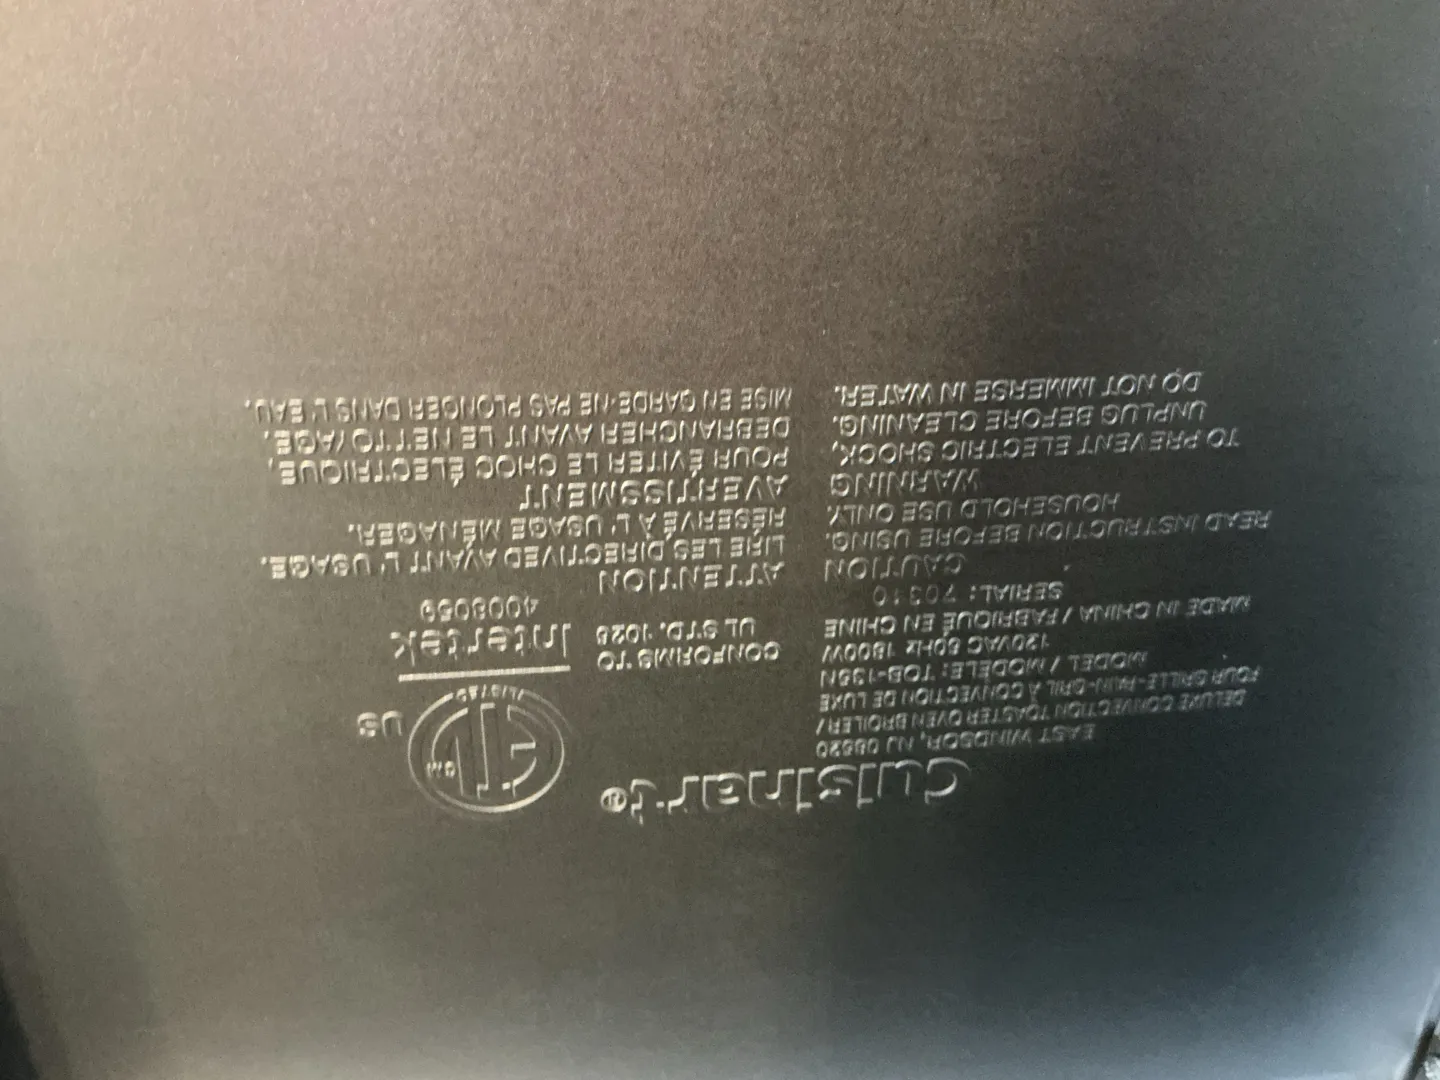 Cuisinart®
EAST WINDSOR, NJ 08520
DELUXE CONVECTION TOASTER OVEN BROILER/
FOUR GRILLE-PAIN-GRIL À CONVECTION DE LUXE
MODEL / MODÈLE: TOB-135N
120VAC 60Hz 1800W
MADE IN CHINA / FABRIQUÉ EN CHINE
SERIAL: 70310
CAUTION
READ INSTRUCTION BEFORE USING.
HOUSEHOLD USE ONLY.
WARNING
TO PREVENT ELECTRIC SHOCK,
UNPLUG BEFORE CLEANING.
DO NOT IMMERSE IN WATER.
ETL
CM
LISTED
US
Intertek
4008059
CONFORMS TO
UL STD. 1026
ATTENTION
LIRE LES DIRECTIVED AVANT L'USAGE.
RÉSERVÉ À L'USAGE MÉNAGER.
AVERTISSMENT
POUR ÉVITER LE CHOC ÉLECTRIQUE,
DEBRANCHER AVANT LE NETTOYAGE.
MISE EN GARDE-NE PAS PLONGER DANS L'EAU.